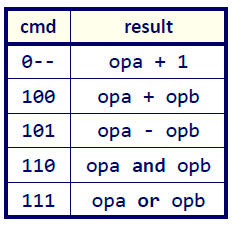 cmd result
0-- opa + 1
100 opa + opb
101 opa - opb
110 opa and opb
111 opa or opb